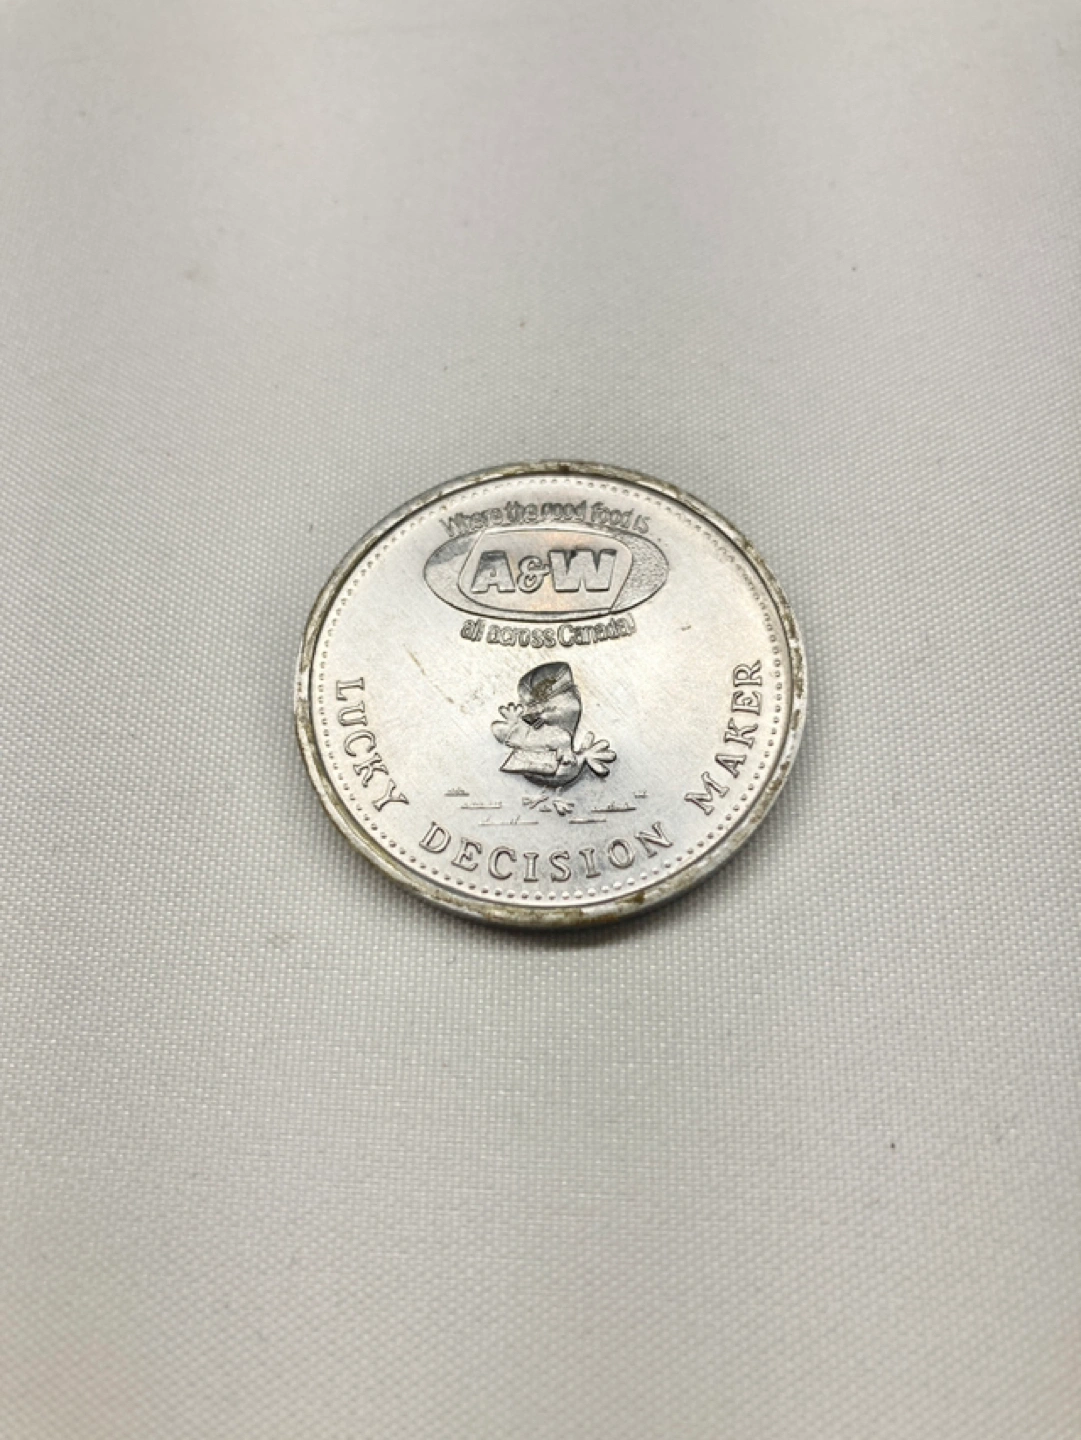 Where the good food is
A&W
all across Canada!
LUCKY DECISION MAKER